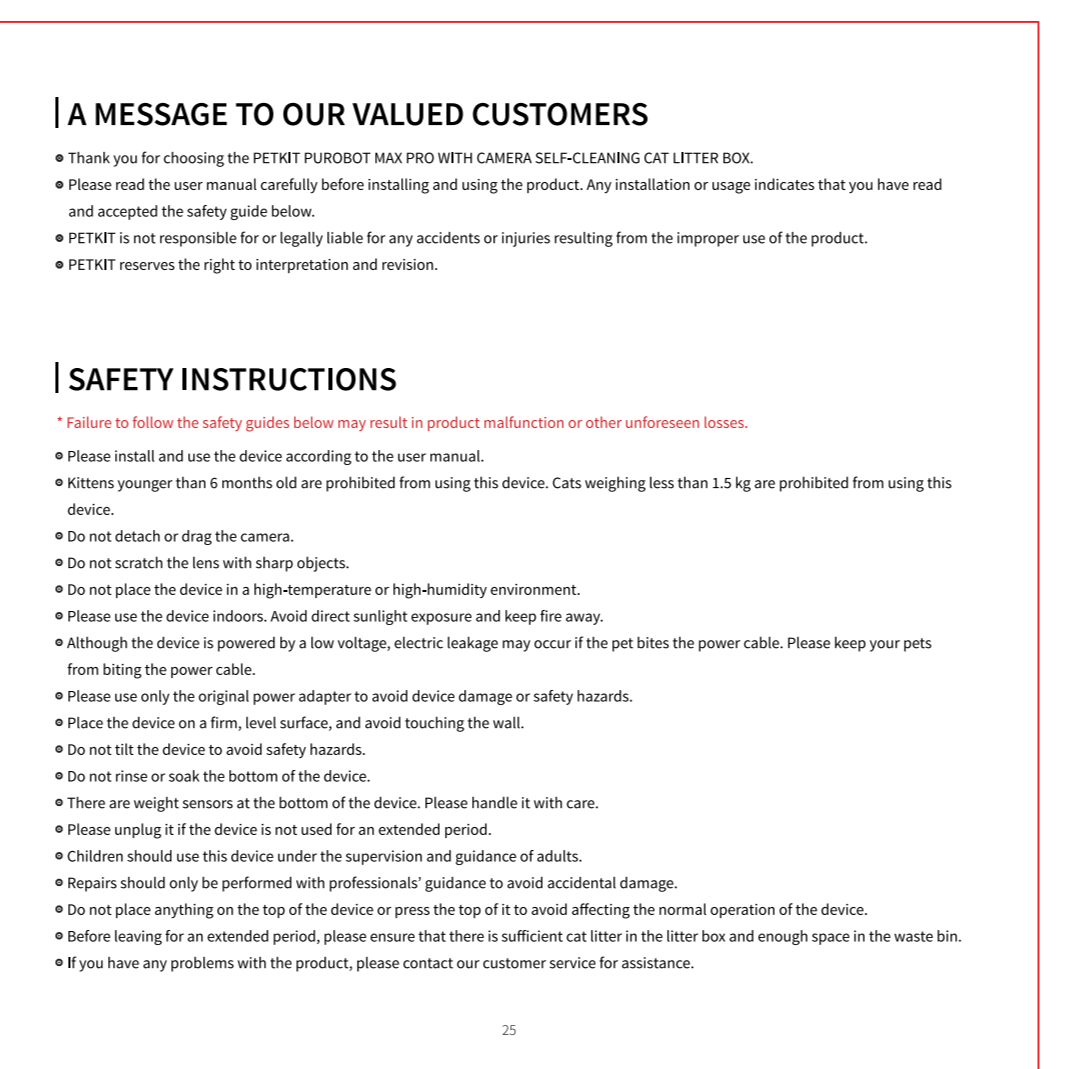 A MESSAGE TO OUR VALUED CUSTOMERS
Thank you for choosing the PETKIT PUROBOT MAX PRO WITH CAMERA SELF-CLEANING CAT LITTER BOX.
Please read the user manual carefully before installing and using the product. Any installation or usage indicates that you have read
and accepted the safety guide below.
PETKIT is not responsible for or legally liable for any accidents or injuries resulting from the improper use of the product.
PETKIT reserves the right to interpretation and revision.
SAFETY INSTRUCTIONS
* Failure to follow the safety guides below may result in product malfunction or other unforeseen losses.
Please install and use the device according to the user manual.
Kittens younger than 6 months old are prohibited from using this device. Cats weighing less than 1.5 kg are prohibited from using this
device.
Do not detach or drag the camera.
Do not scratch the lens with sharp objects.
Do not place the device in a high-temperature or high-humidity environment.
Please use the device indoors. Avoid direct sunlight exposure and keep fire away.
Although the device is powered by a low voltage, electric leakage may occur if the pet bites the power cable. Please keep your pets
from biting the power cable.
Please use only the original power adapter to avoid device damage or safety hazards.
Place the device on a firm, level surface, and avoid touching the wall.
Do not tilt the device to avoid safety hazards.
Do not rinse or soak the bottom of the device.
There are weight sensors at the bottom of the device. Please handle it with care.
Please unplug it if the device is not used for an extended period.
Children should use this device under the supervision and guidance of adults.
Repairs should only be performed with professionals' guidance to avoid accidental damage.
Do not place anything on the top of the device or press the top of it to avoid affecting the normal operation of the device.
Before leaving for an extended period, please ensure that there is sufficient cat litter in the litter box and enough space in the waste bin.
If you have any problems with the product, please contact our customer service for assistance.
25